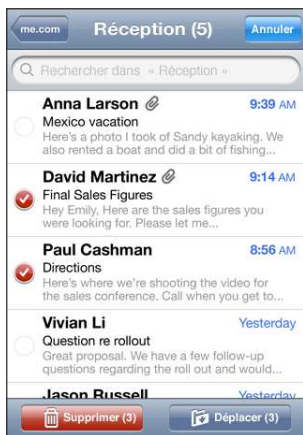 me.com
Réception (5)
Annuler
Rechercher dans « Réception »
Anna Larson 9:39 AM
Mexico vacation
Here's a photo I took of Sandy kayaking. We
also rented a boat and did a bit of fishing...
David Martinez 9:14 AM
Final Sales Figures
Hey Emily, Here are the sales figures you
were looking for. Please let me...
Paul Cashman 8:56 AM
Directions
Here's where we're shooting the video for
the sales conference. Call when you get to...
Vivian Li Yesterday
Question re rollout
Great proposal. We have a few follow-up
questions regarding the roll out and would...
Jason Russell Yesterday
Supprimer (3)
Déplacer (3)